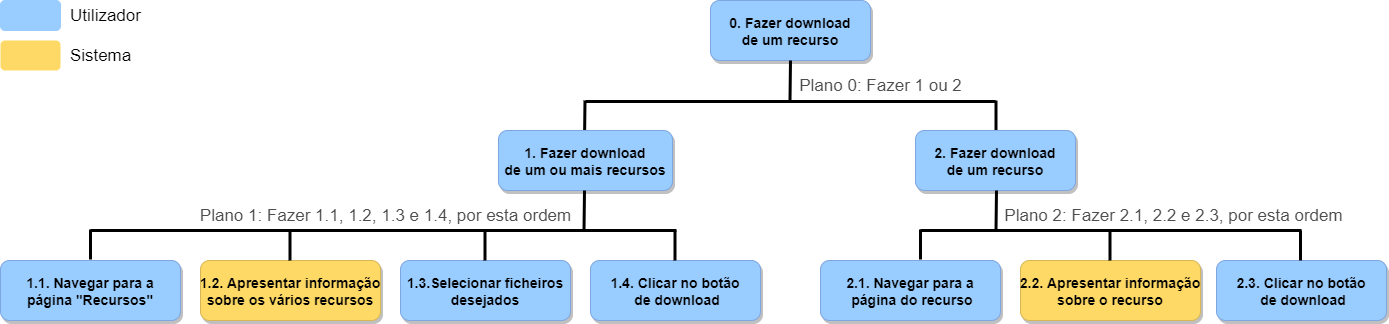 Utilizador
Sistema
0. Fazer download
de um recurso
Plano 0: Fazer 1 ou 2
1. Fazer download
de um ou mais recursos
2. Fazer download
de um recurso
Plano 1: Fazer 1.1, 1.2, 1.3 e 1.4, por esta ordem
Plano 2: Fazer 2.1, 2.2 e 2.3, por esta ordem
1.1. Navegar para a
página "Recursos"
1.2. Apresentar informação
sobre os vários recursos
1.3.Selecionar ficheiros
desejados
1.4. Clicar no botão
de download
2.1. Navegar para a
página do recurso
2.2. Apresentar informação
sobre o recurso
2.3. Clicar no botão
de download